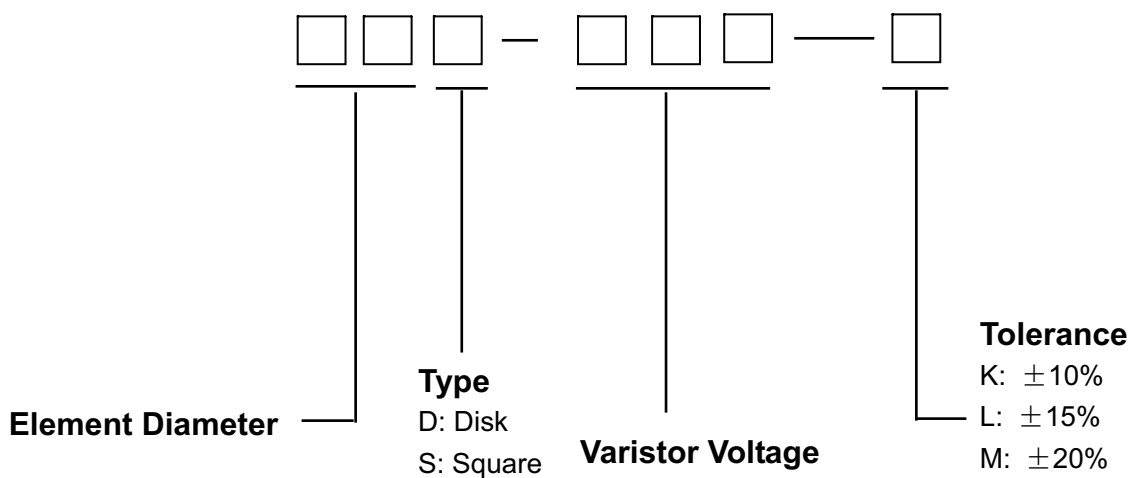 Element Diameter
Type
D: Disk
S: Square
Varistor Voltage
Tolerance
K: ±10%
L: ±15%
M: ±20%